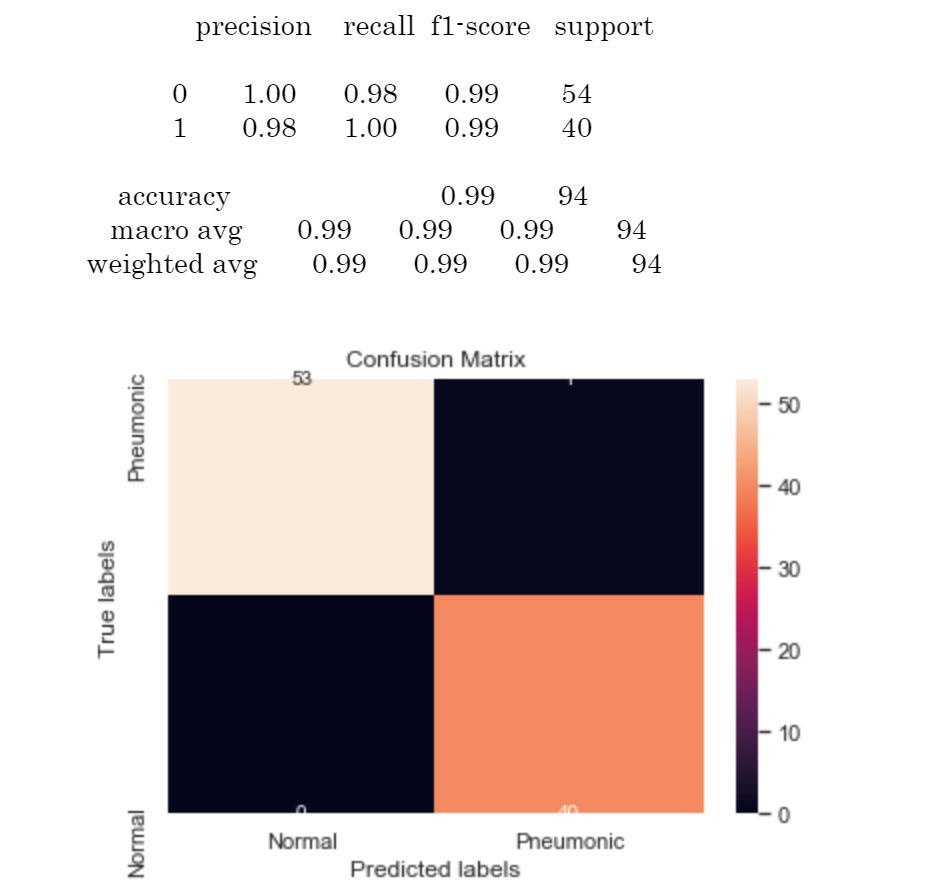 precision recall f1-score support
0 1.00 0.98 0.99 54
1 0.98 1.00 0.99 40
accuracy 0.99 94
macro avg 0.99 0.99 0.99 94
weighted avg 0.99 0.99 0.99 94
Confusion Matrix
53
Pneumonic
50
40
30
20
10
0
True labels
0 40
Normal
Normal Pneumonic
Predicted labels